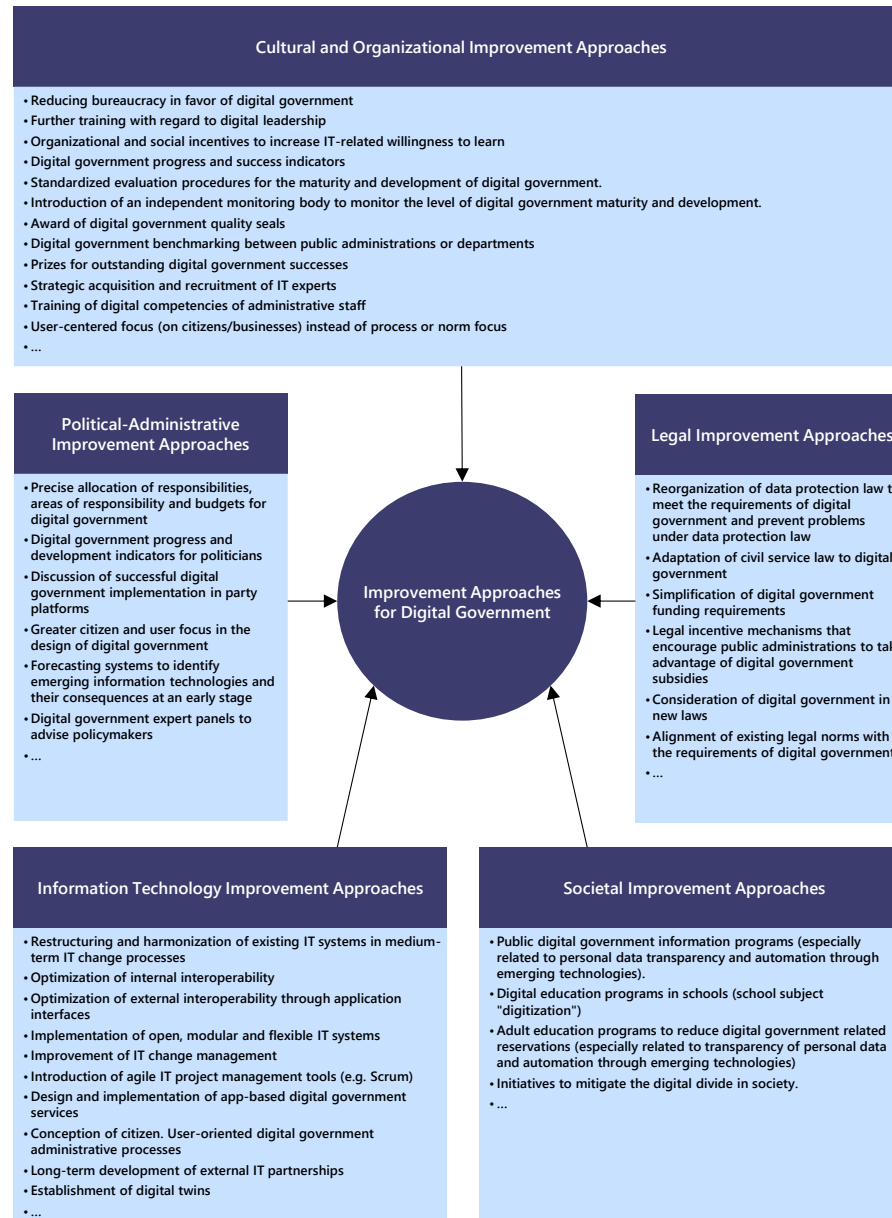 Cultural and Organizational Improvement Approaches
• Reducing bureaucracy in favor of digital government
• Further training with regard to digital leadership
• Organizational and social incentives to increase IT-related willingness to learn
• Digital government progress and success indicators
• Standardized evaluation procedures for the maturity and development of digital government.
• Introduction of an independent monitoring body to monitor the level of digital government maturity and development.
• Award of digital government quality seals
• Digital government benchmarking between public administrations or departments
• Prizes for outstanding digital government successes
• Strategic acquisition and recruitment of IT experts
• Training of digital competencies of administrative staff
• User-centered focus (on citizens/businesses) instead of process or norm focus
• ...
Political-Administrative
Improvement Approaches
• Precise allocation of responsibilities,
areas of responsibility and budgets for
digital government
• Digital government progress and
development indicators for politicians
• Discussion of successful digital
government implementation in party
platforms
• Greater citizen and user focus in the
design of digital government
• Forecasting systems to identify
emerging information technologies and
their consequences at an early stage
• Digital government expert panels to
advise policymakers
• ...
Improvement Approaches
for Digital Government
Legal Improvement Approaches
• Reorganization of data protection law
meet the requirements of digital
government and prevent problems
under data protection law
• Adaptation of civil service law to digital
government
• Simplification of digital government
funding requirements
• Legal incentive mechanisms that
encourage public administrations to
advantage of digital government
subsidies
• Consideration of digital government in
new laws
• Alignment of existing legal norms with
the requirements of digital government
• ...
Information Technology Improvement Approaches
• Restructuring and harmonization of existing IT systems in medium-
term IT change processes
• Optimization of internal interoperability
• Optimization of external interoperability through application
interfaces
• Implementation of open, modular and flexible IT systems
• Improvement of IT change management
• Introduction of agile IT project management tools (e.g. Scrum)
• Design and implementation of app-based digital government
services
• Conception of citizen. User-oriented digital government
administrative processes
• Long-term development of external IT partnerships
• Establishment of digital twins
• ...
Societal Improvement Approaches
• Public digital government information programs (especially
related to personal data transparency and automation through
emerging technologies).
• Digital education programs in schools (school subject
"digitization")
• Adult education programs to reduce digital government related
reservations (especially related to transparency of personal data
and automation through emerging technologies)
• Initiatives to mitigate the digital divide in society.
• ...